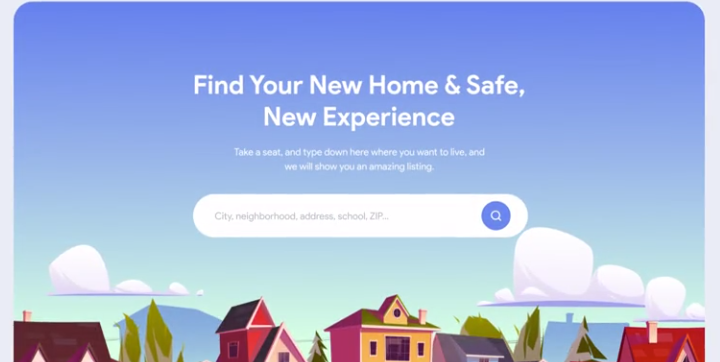 Find Your New Home & Safe,
New Experience
Take a seat, and type down here where you want to live, and
we will show you an amazing listing.
City, neighborhood, address, school, ZIP...